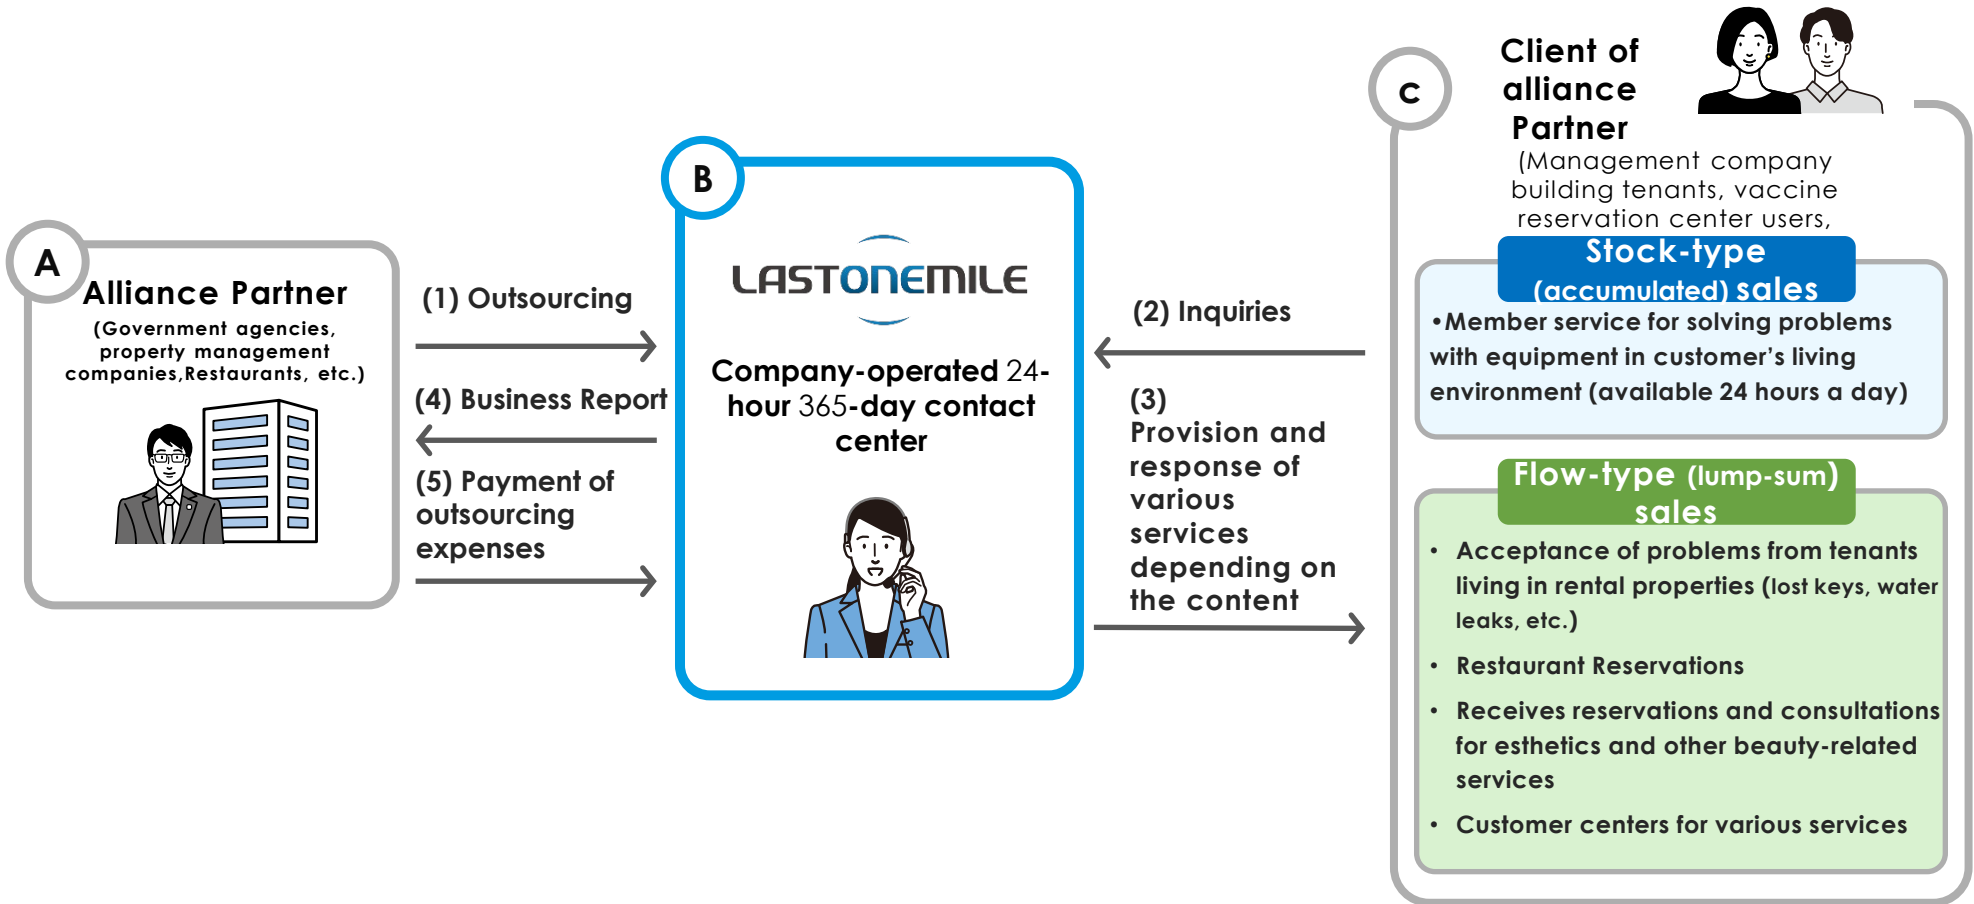 A
Alliance Partner
(Government agencies,
property management
companies,Restaurants, etc.)
(1) Outsourcing
(4) Business Report
(5) Payment of
outsourcing
expenses
B
LASTONEMILE
Company-operated 24-
hour 365-day contact
center
(2) Inquiries
(3)
Provision and
response of
various
services
depending on
the content
c
Client of
alliance
Partner
(Management company
building tenants, vaccine
reservation center users,
Stock-type
(accumulated) sales
•Member service for solving problems
with equipment in customer’s living
environment (available 24 hours a day)
Flow-type (lump-sum)
sales
• Acceptance of problems from tenants
living in rental properties (lost keys, water
leaks, etc.)
• Restaurant Reservations
• Receives reservations and consultations
for esthetics and other beauty-related
services
• Customer centers for various services